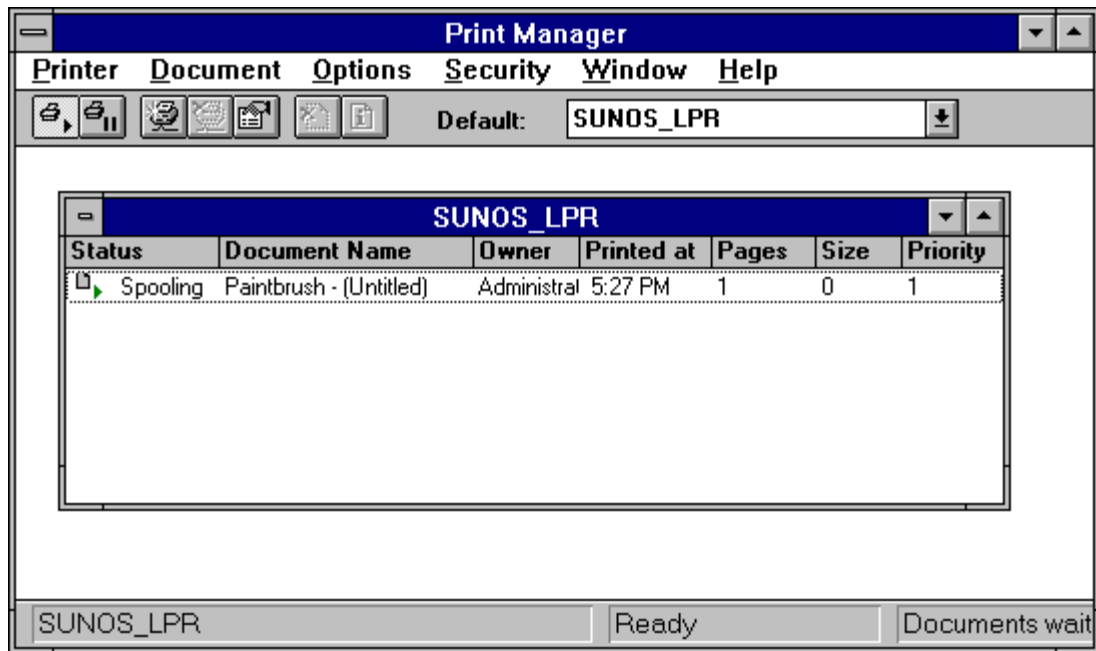 Print Manager
Printer Document Options Security Window Help
Default: SUNOS_LPR
SUNOS_LPR
Status Document Name Owner Printed at Pages Size Priority
Spooling Paintbrush - (Untitled) Administra 5:27 PM 1 0 1
SUNOS_LPR Ready Documents wait